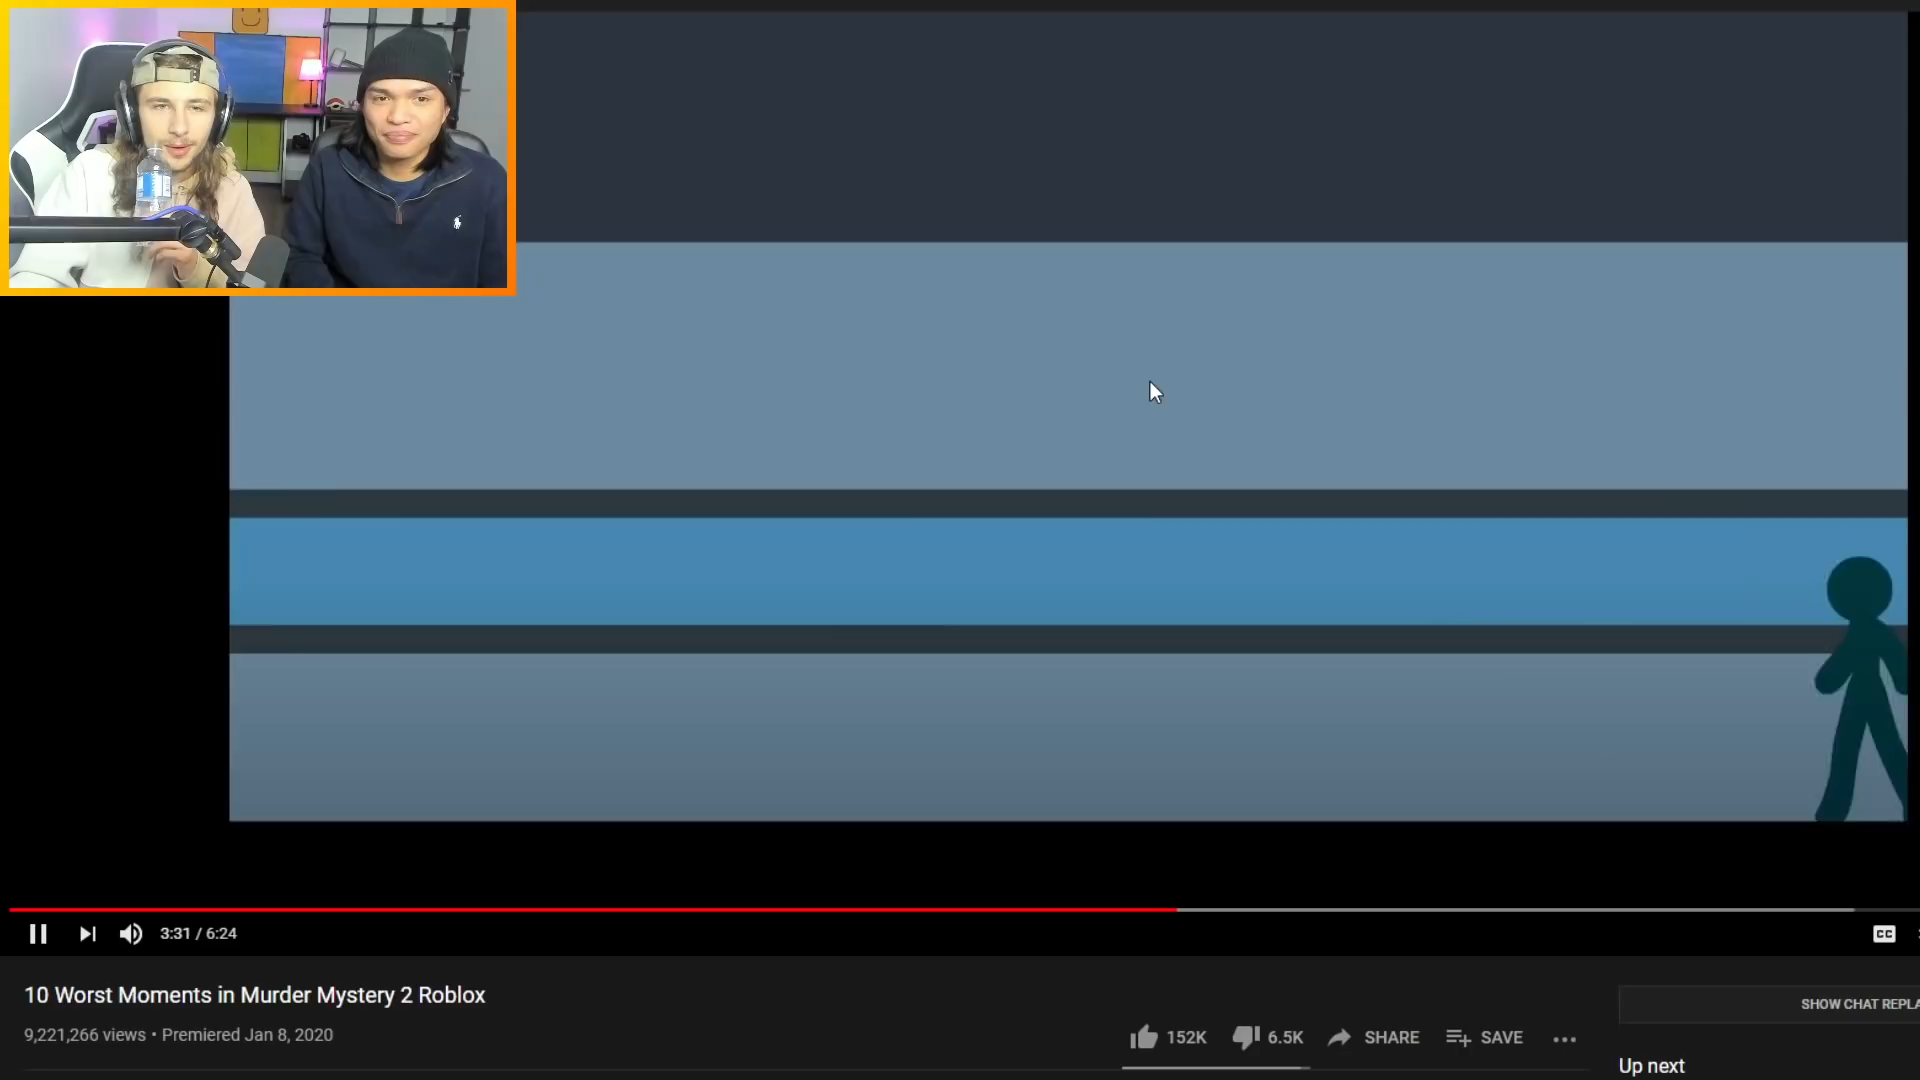 3:31 / 6:24
CC
10 Worst Moments in Murder Mystery 2 Roblox
9,221,266 views • Premiered Jan 8, 2020
152K
6.5K
SHARE
SAVE
SHOW CHAT REPLA
Up next